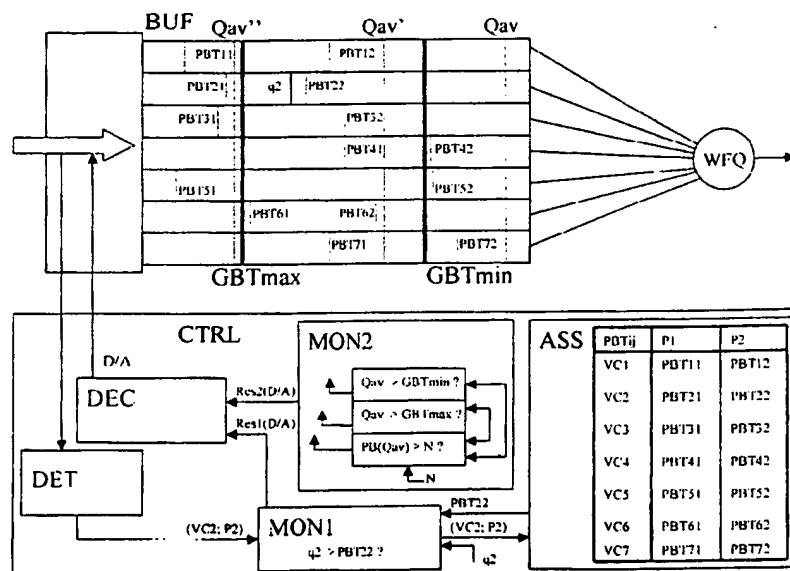 BUF Qav'' Qav' Qav
PBT11 PBT12
PBT21 q2 PBT22
PBT31 PBT32
PBT41 PBT42
WFQ
PBT51 PBT52
PBT61 PBT62
PBT71 PBT72
GBTmax GBTmin
CTRL
MON2
ASS
D/A
DEC
Res2(D/A)
Res1(D/A)
Qav > GBTmin ?
Qav > GBTmax ?
PB(Qav) > N ?
N
DET
(VC2; P2)
MON1
q2 > PBT22 ?
PBT22
(VC2; P2)
q2
PBTij P1 P2
VC1 PBT11 PBT12
VC2 PBT21 PBT22
VC3 PBT31 PBT32
VC4 PBT41 PBT42
VC5 PBT51 PBT52
VC6 PBT61 PBT62
VC7 PBT71 PBT72